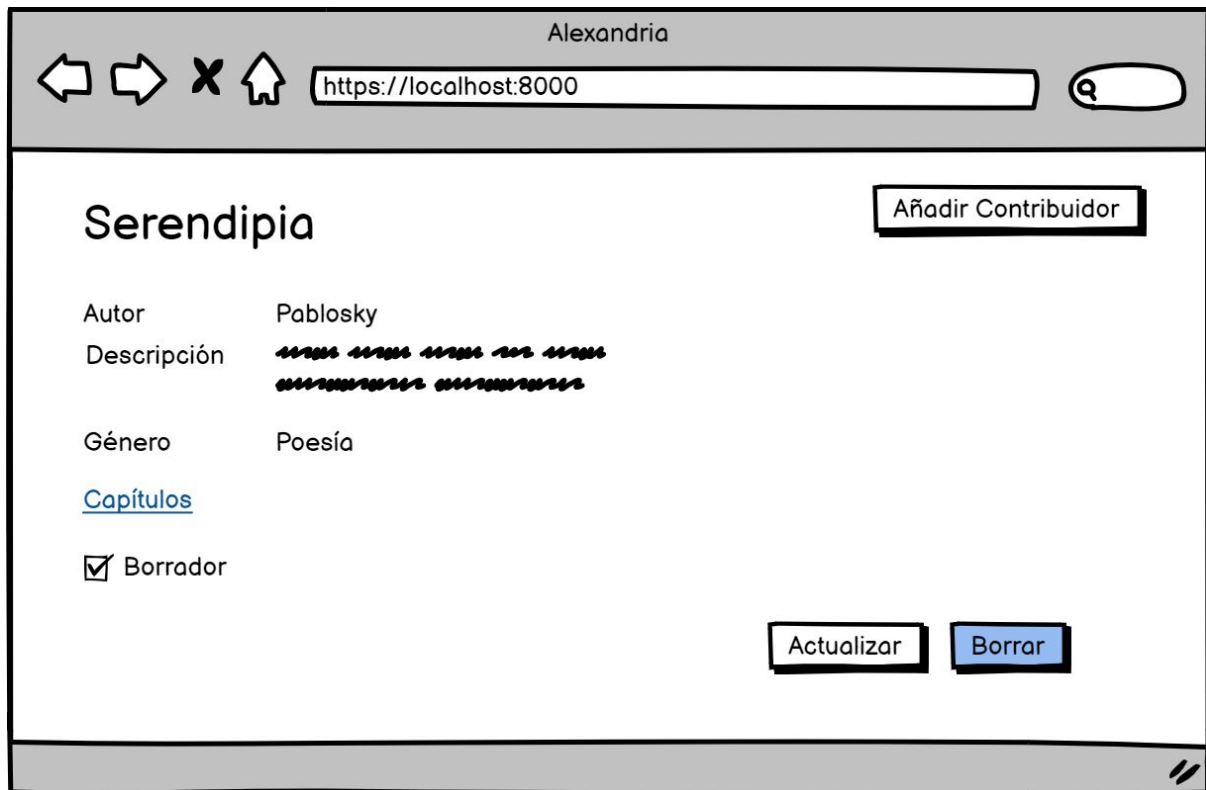 Alexandria
https://localhost:8000
Serendipia
Añadir Contribuidor
Autor Pablosky
Descripción
Género Poesía
Capítulos
Borrador
Actualizar Borrar